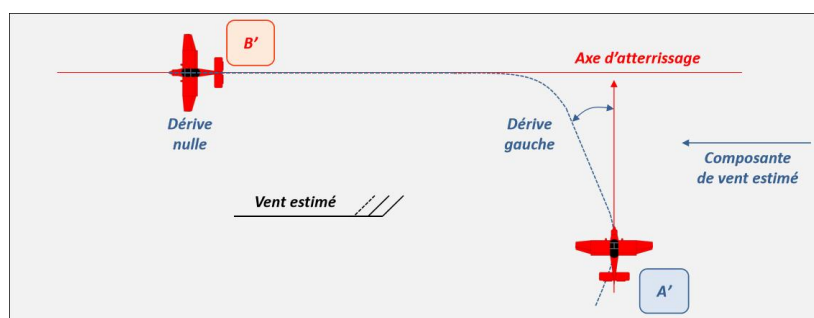 B’
Axe d’atterrissage
Dérive
nulle
Dérive
gauche
Composante
de vent estimé
Vent estimé
A’